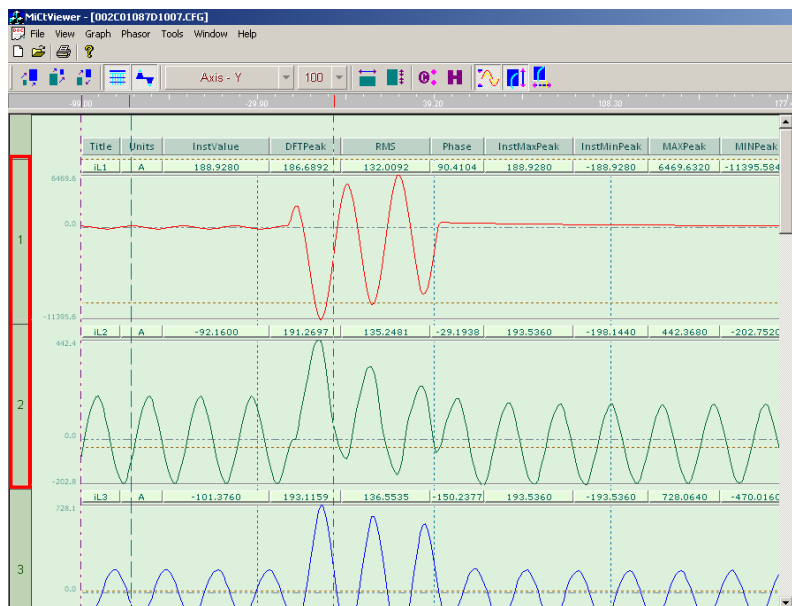 MiCtViewer - [002C01087D1007.CFG]
File View Graph Phasor Tools Window Help
Axis - Y 100
-99.00 -29.90 39.20 108.30 177.4
Title Units InstValue DFTPeak RMS Phase InstMaxPeak InstMinPeak MAXPeak MINPeak
iL1 A 188.9280 186.6892 132.0092 90.4104 188.9280 -188.9280 6469.6320 -11395.584
6469.6
0.0
1
-11395.6
iL2 A -92.1600 191.2697 135.2481 -29.1938 193.5360 -198.1440 442.3680 -202.7520
442.4
2
0.0
-202.8
iL3 A -101.3760 193.1159 136.5535 -150.2377 193.5360 -193.5360 728.0640 -470.0160
728.1
3
0.0